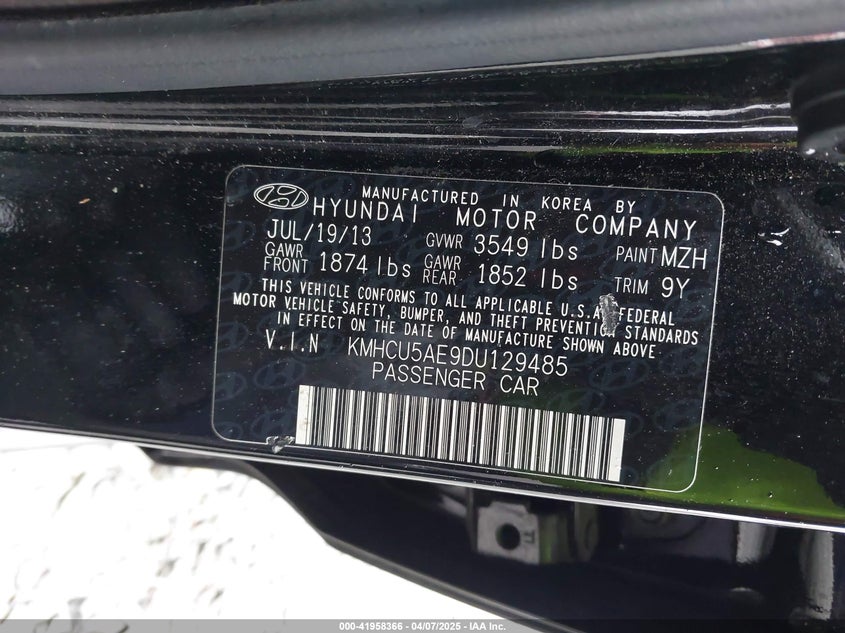 MANUFACTURED IN KOREA BY
HYUNDAI MOTOR COMPANY
JUL/19/13 GVWR 3549 lbs PAINT MZH
GAWR FRONT 1874 lbs GAWR REAR 1852 lbs TRIM 9Y
THIS VEHICLE CONFORMS TO ALL APPLICABLE U.S.A FEDERAL
MOTOR VEHICLE SAFETY, BUMPER, AND THEFT PREVENTION STANDARDS
IN EFFECT ON THE DATE OF MANUFACTURE SHOWN ABOVE.
V.I.N KMHCU5AE9DU129485
PASSENGER CAR
000-41958366 - 04/07/2025 - IAA Inc.